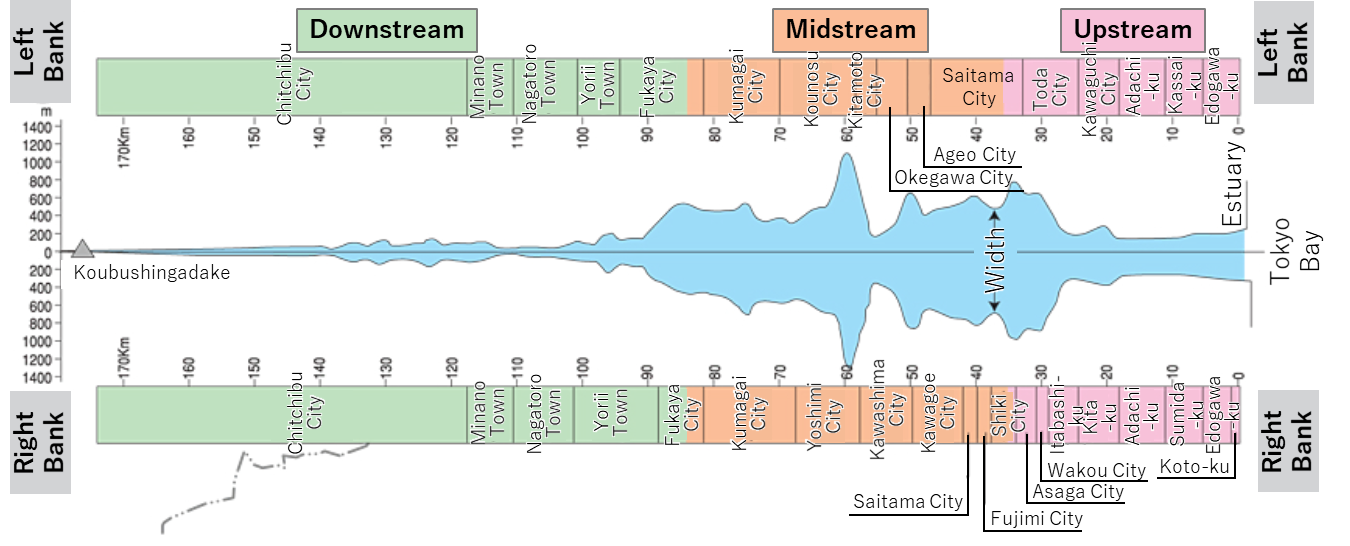 Left Bank
Downstream
Midstream
Upstream
Left Bank
Chitchibu City
Minano Town
Nagatoro Town
Yorii Town
Fukaya City
Kumagai City
Kounosu City
Kitamoto City
Saitama City
Toda City
Kawaguchi City
Adachi -ku
Kassai -ku
Edogawa -ku
Ageo City
Okegawa City
m
170Km 160 150 140 130 120 110 100 90 80 70 60 50 40 30 20 10 0
1400
1200
1000
800
600
400
200
0
200
400
600
800
1000
1200
1400
Koubushingadake
Width
Estuary
Tokyo Bay
170Km 160 150 140 130 120 110 100 90 80 70 60 50 40 30 20 10 0
Right Bank
Chitchibu City
Minano Town
Nagatoro Town
Yorii Town
Fukaya City
Kumagai City
Yoshimi City
Kawashima City
Kawagoe City
Shiki City
Itabashi-ku
Kita -ku
Adachi -ku
Sumida -ku
Edogawa -ku
Right Bank
Wakou City
Koto-ku
Asaga City
Saitama City
Fujimi City